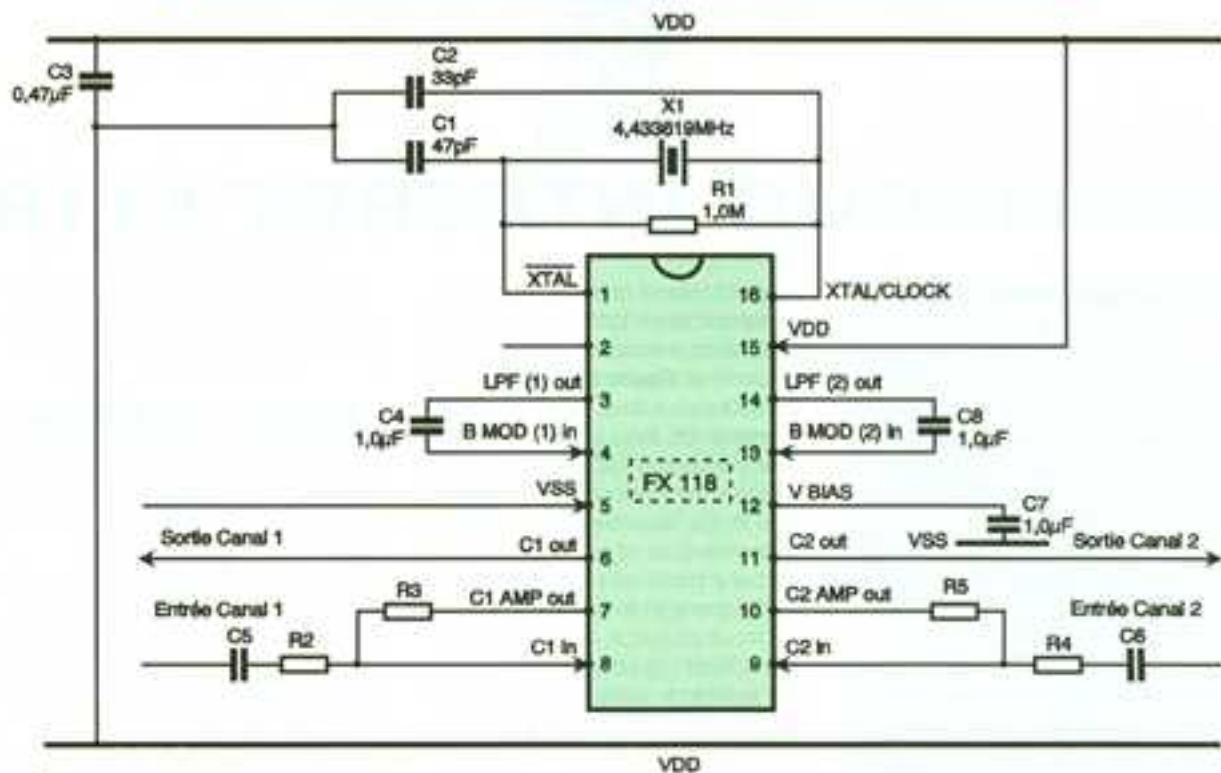 VDD
C3
0,47µF
C2
33pF
C1
47pF
X1
4,433619MHz
R1
1,0M
XTAL
1
16
XTAL/CLOCK
2
15
VDD
LPF (1) out
3
14
LPF (2) out
C4
1,0µF
B MOD (1) In
4
13
B MOD (2) In
C8
1,0µF
FX 118
VSS
5
12
V BIAS
C7
1,0µF
VSS
Sortie Canal 1
C1 out
6
11
C2 out
Sortie Canal 2
R3
C1 AMP out
7
10
C2 AMP out
R5
Entrée Canal 1
Entrée Canal 2
C5
R2
C1 In
8
9
C2 In
R4
C6
VDD